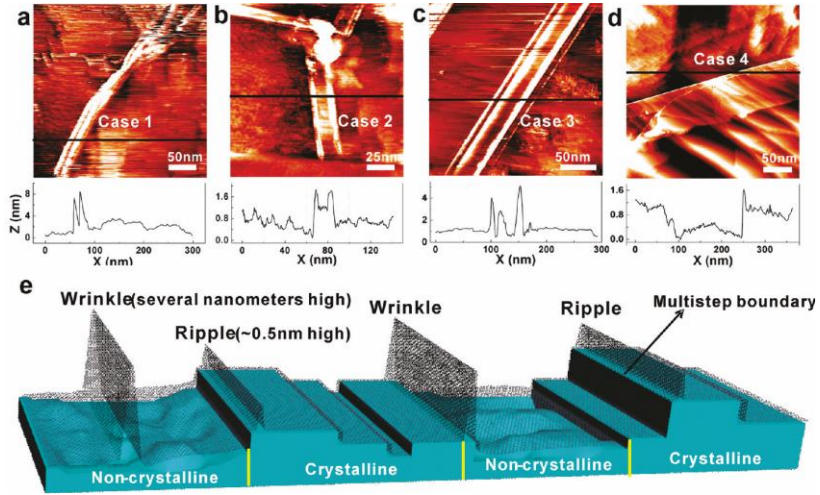 a
b
c
d
Case 1
50nm
Case 2
25nm
Case 3
50nm
Case 4
50nm
Z (nm)
8
4
0
0 100 200 300
X (nm)
1.6
0.8
0.0
0 40 80 120
X (nm)
4
2
0
0 100 200 300
X (nm)
1.6
0.8
0.0
0 100 200 300
X (nm)
e
Wrinkle(several nanometers high)
Ripple(~0.5nm high)
Wrinkle
Ripple
Multistep boundary
Non-crystalline
Crystalline
Non-crystalline
Crystalline